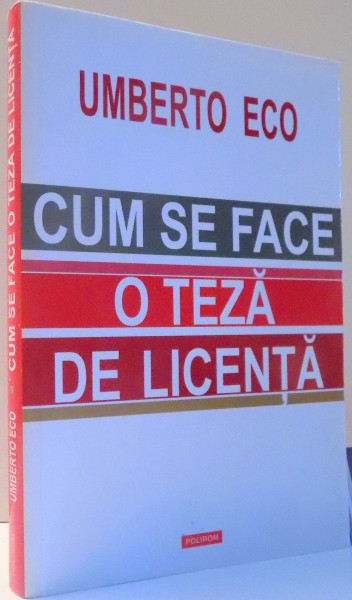 UMBERTO ECO
CUM SE FACE
O TEZĂ
DE LICENȚĂ
POLIROM
UMBERTO ECO - CUM SE FACE O TEZĂ DE LICENȚĂ